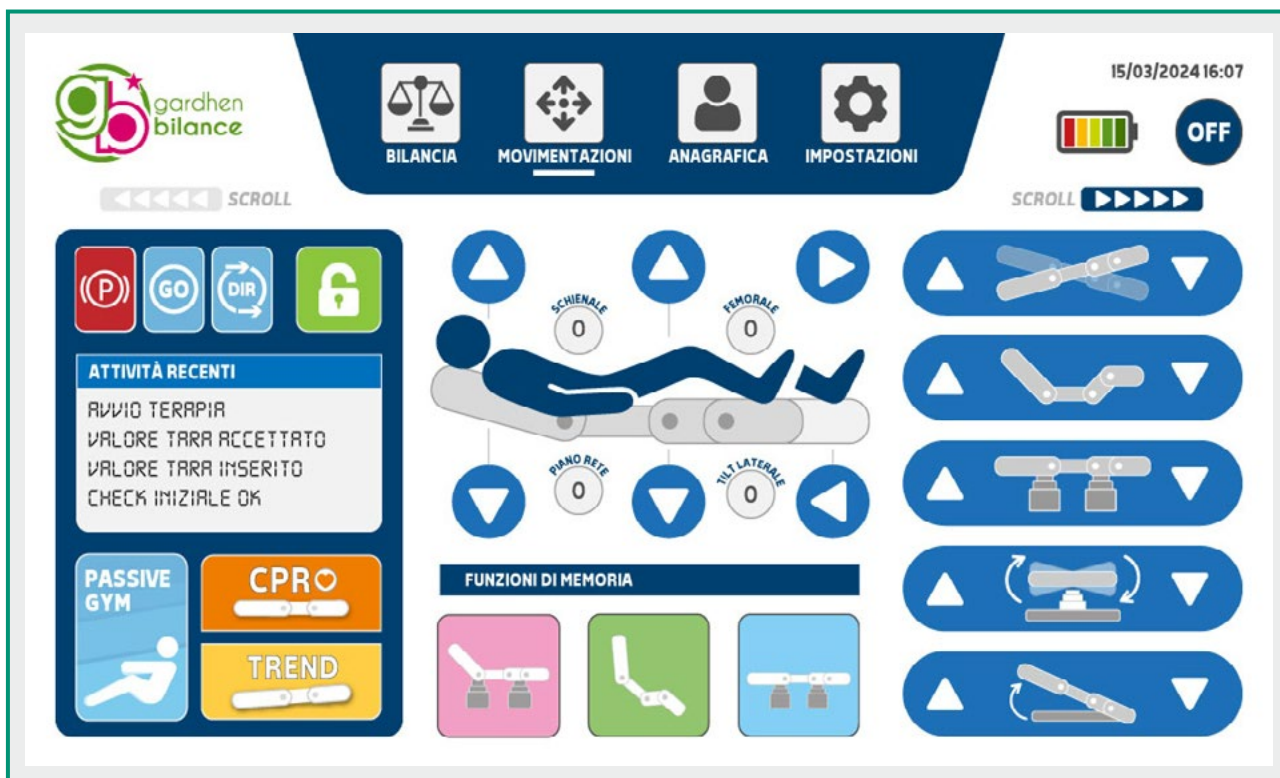 gb gardhen
bilance
BILANCIA
MOVIMENTAZIONI
ANAGRAFICA
IMPOSTAZIONI
15/03/2024 16:07
OFF
SCROLL
SCROLL
(P)
GO
DIR
ATTIVITÀ RECENTI
AVVIO TERAPIA
VALORE TARA ACCETTATO
VALORE TARA INSERITO
CHECK INIZIALE OK
PASSIVE
GYM
CPR
TREND
SCHIENALE
0
FEMORALE
0
PIANO RETE
0
TILT LATERALE
0
FUNZIONI DI MEMORIA